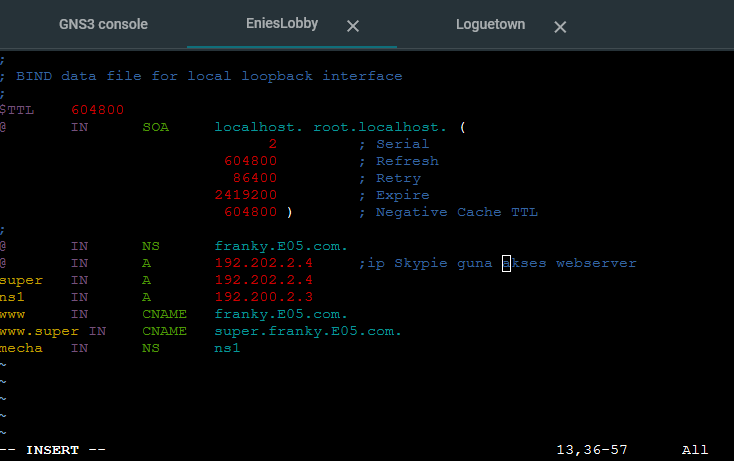 GNS3 console EniesLobby Loguetown
;
; BIND data file for local loopback interface
;
$TTL 604800
@ IN SOA localhost. root.localhost. (
2 ; Serial
604800 ; Refresh
86400 ; Retry
2419200 ; Expire
604800 ) ; Negative Cache TTL
;
@ IN NS franky.E05.com.
@ IN A 192.202.2.4 ;ip Skypie guna akses webserver
super IN A 192.202.2.4
ns1 IN A 192.200.2.3
www IN CNAME franky.E05.com.
www.super IN CNAME super.franky.E05.com.
mecha IN NS ns1
~
~
~
~
~
-- INSERT -- 13,36-57 All